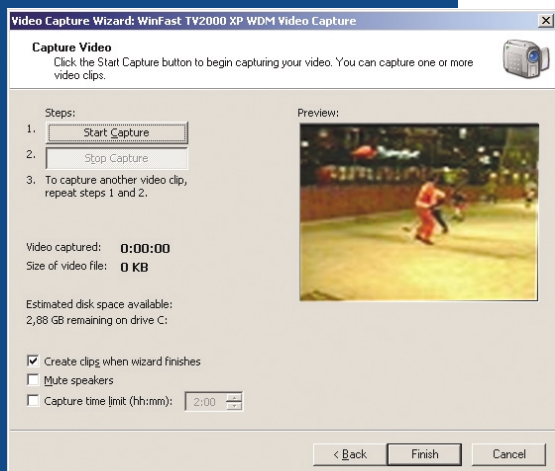 Video Capture Wizard: WinFast TV2000 XP WDM Video Capture
Capture Video
Click the Start Capture button to begin capturing your video. You can capture one or more
video clips.
Steps:
Preview:
1. Start Capture
2. Stop Capture
3. To capture another video clip,
repeat steps 1 and 2.
Video captured: 0:00:00
Size of video file: 0 KB
Estimated disk space available:
2,88 GB remaining on drive C:
Create clips when wizard finishes
Mute speakers
Capture time limit (hh:mm): 2:00
< Back Finish Cancel